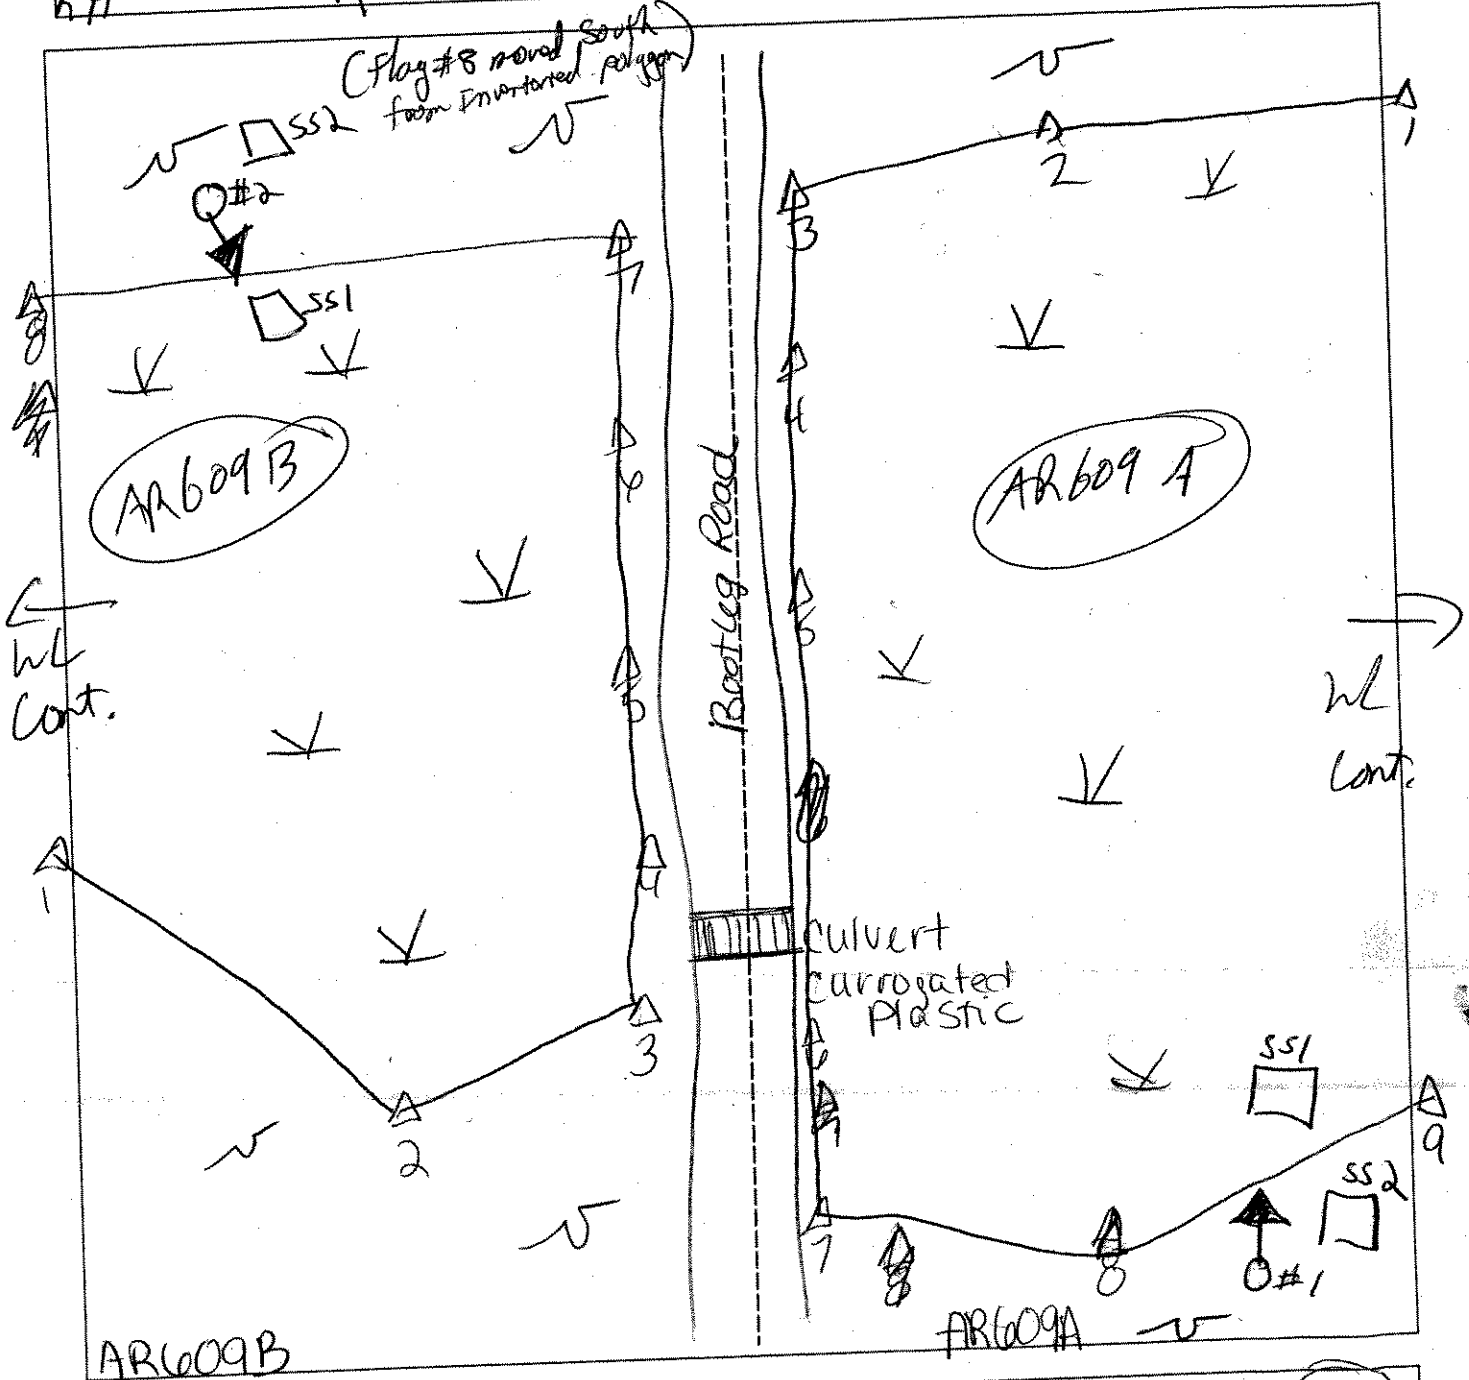 (Flag #8 moved South
from Inventoried polygon)
SS2
#2
SS1
8
7
6
5
4
3
2
1
AR609B
WL
Cont.
AR609B
Bootleg Road
1
2
3
4
5
AR609 A
WL
Cont.
Culvert
Currogated
Plastic
6
7
8
9
SS1
SS2
#1
AR609A